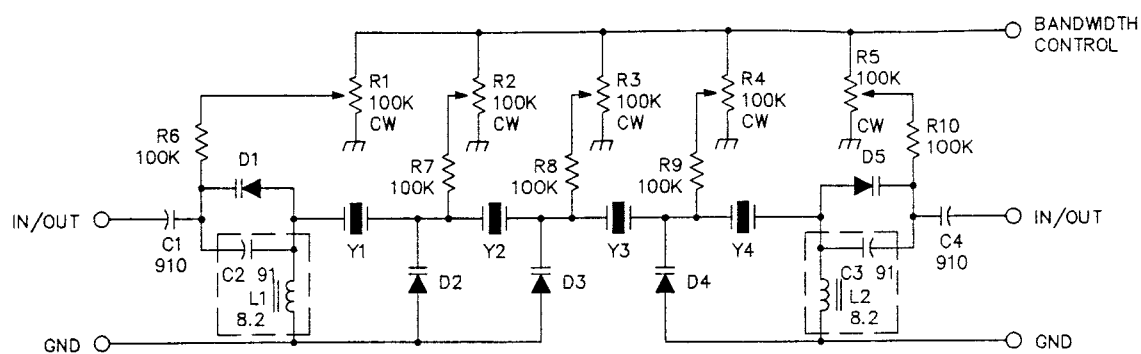 BANDWIDTH
CONTROL
R1
100K
CW
R2
100K
CW
R3
100K
CW
R4
100K
CW
R5
100K
CW
R6
100K
D1
R7
100K
R8
100K
R9
100K
D5
R10
100K
IN/OUT
C1
910
C2 91
L1
8.2
Y1
Y2
Y3
Y4
D2
D3
D4
C3 91
L2
8.2
C4
910
IN/OUT
GND
GND